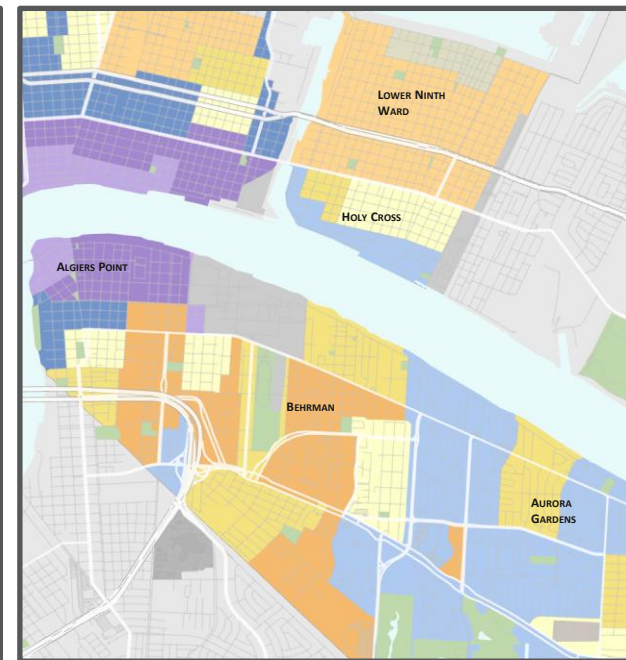 Lower Ninth
Ward
Holy Cross
Algiers Point
Behrman
Aurora
Gardens